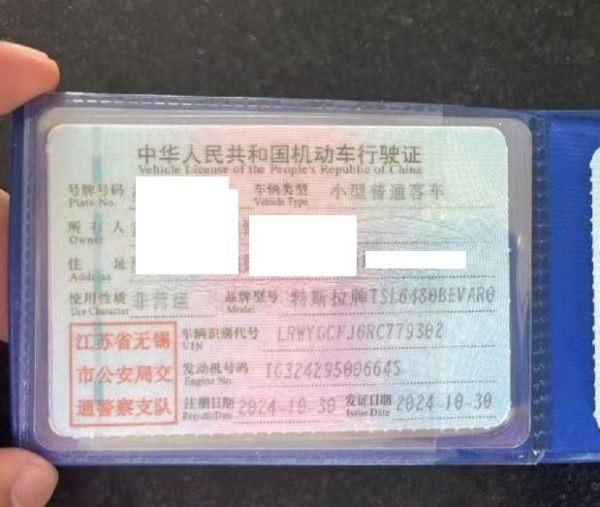 中华人民共和国机动车行驶证
Vehicle License of the People's Republic of China
号牌号码 车辆类型 小型普通客车
Plate No. Vehicle Type
所有人
Owner
住址
Address
使用性质 非营运 品牌型号 特斯拉牌TSL6480BEVAR0
Use Character Model
车辆识别代号 LRWYGCFJ6RC779302
VIN
发动机号码 TG32429500664S
Engine No.
注册日期 2024-10-30 发证日期 2024-10-30
Register Date Issue Date
江苏省无锡
市公安局交
通警察支队